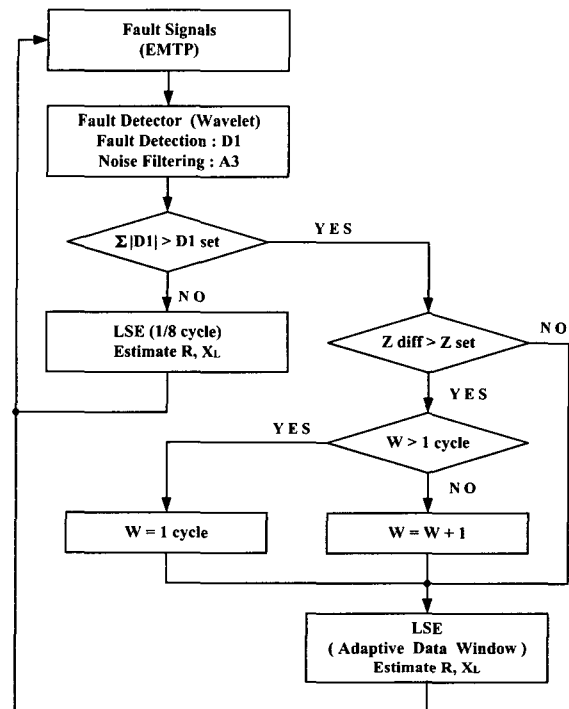 Fault Signals
(EMTP)
Fault Detector (Wavelet)
Fault Detection : D1
Noise Filtering : A3
Σ|D1| > D1 set
YES
NO
LSE (1/8 cycle)
Estimate R, XL
Z diff > Z set
NO
YES
W > 1 cycle
YES
NO
W = 1 cycle
W = W + 1
LSE
( Adaptive Data Window )
Estimate R, XL